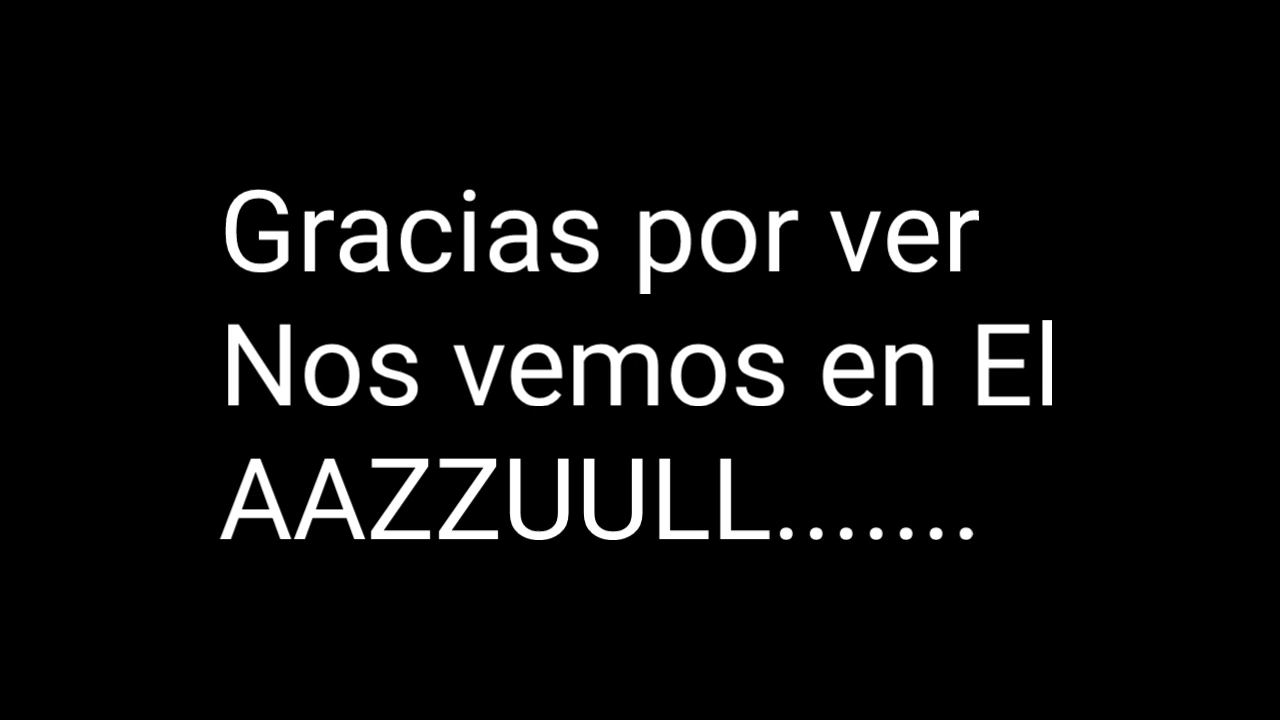 Gracias por ver
Nos vemos en El
AAZZUULL.......